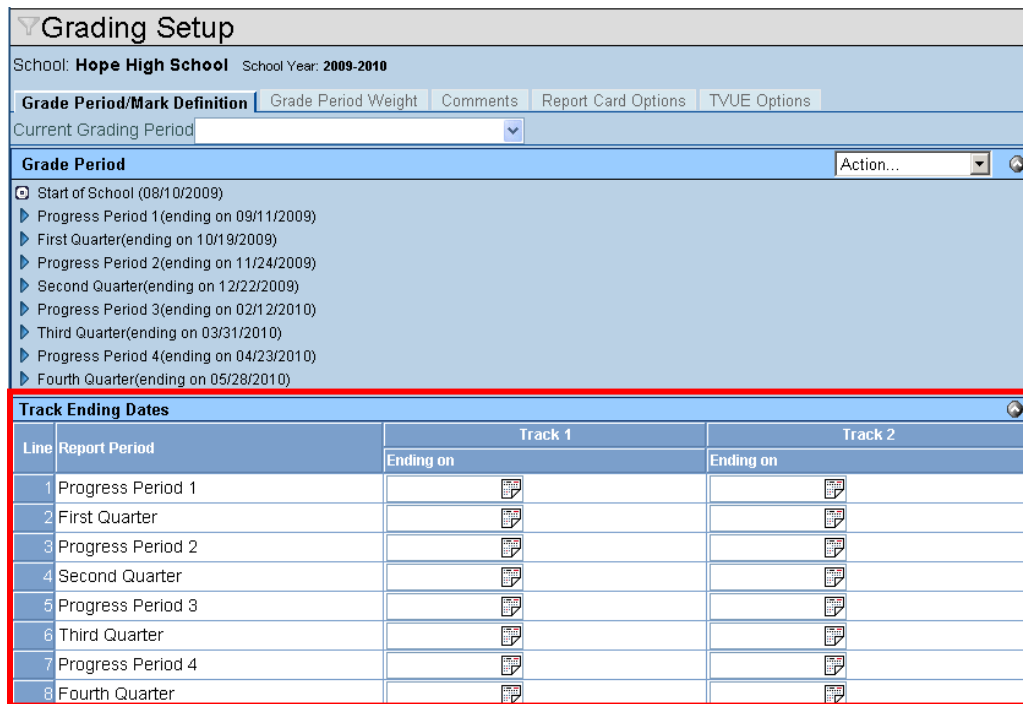 Grading Setup
School: Hope High School School Year: 2009-2010
Grade Period/Mark Definition Grade Period Weight Comments Report Card Options TVUE Options
Current Grading Period
Grade Period Action...
Start of School (08/10/2009)
Progress Period 1(ending on 09/11/2009)
First Quarter(ending on 10/19/2009)
Progress Period 2(ending on 11/24/2009)
Second Quarter(ending on 12/22/2009)
Progress Period 3(ending on 02/12/2010)
Third Quarter(ending on 03/31/2010)
Progress Period 4(ending on 04/23/2010)
Fourth Quarter(ending on 05/28/2010)
Track Ending Dates
Line Report Period Track 1 Track 2
Ending on Ending on
1 Progress Period 1
2 First Quarter
3 Progress Period 2
4 Second Quarter
5 Progress Period 3
6 Third Quarter
7 Progress Period 4
8 Fourth Quarter